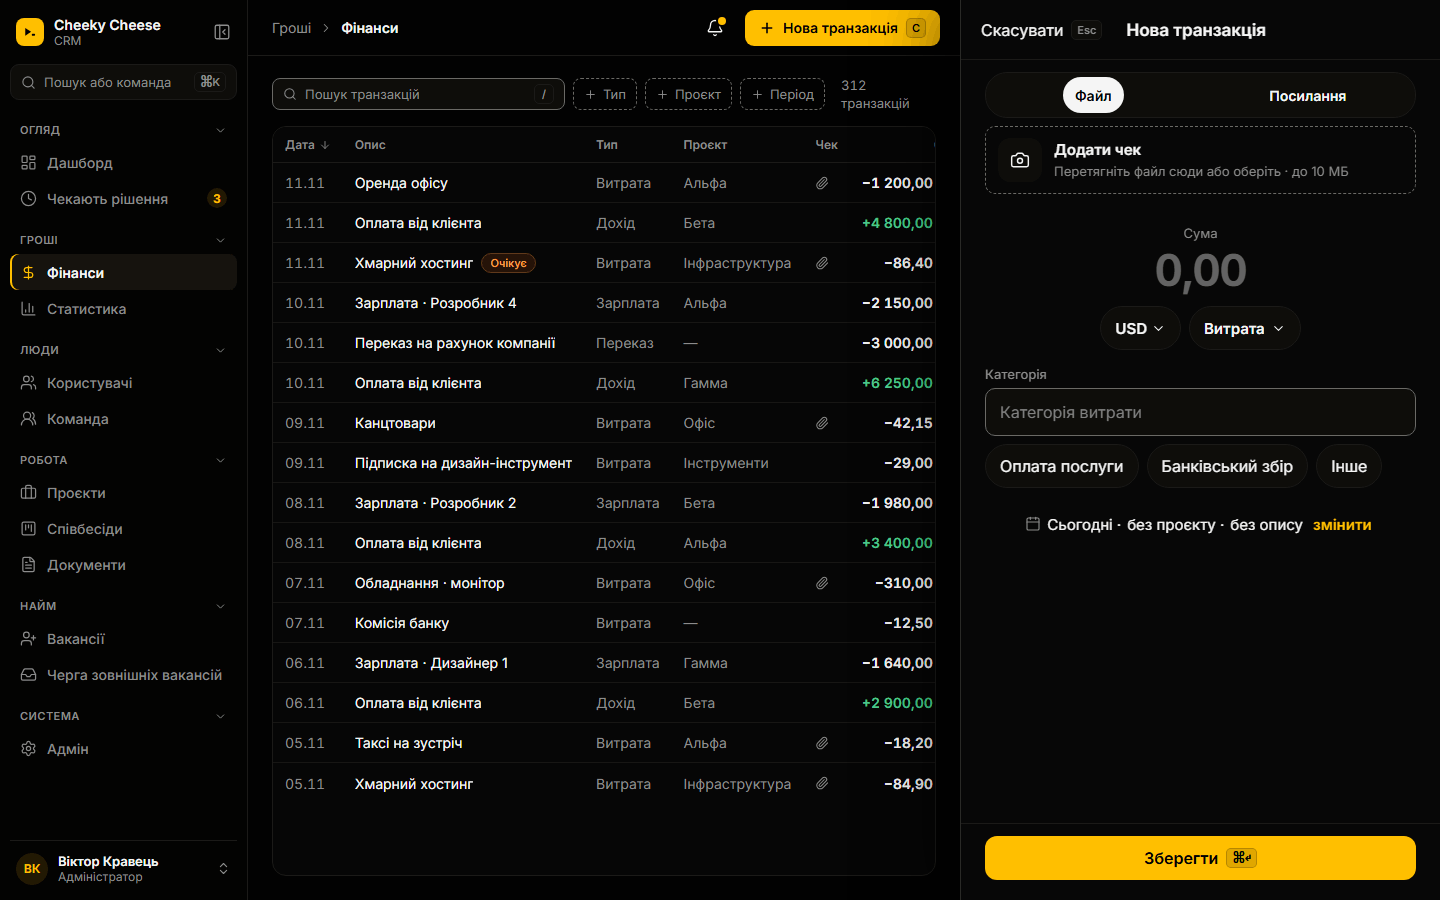 Cheeky Cheese
CRM
Пошук або команда ⌘K
ОГЛЯД
Дашборд
Чекають рішення 3
ГРОШІ
Фінанси
Статистика
ЛЮДИ
Користувачі
Команда
РОБОТА
Проєкти
Співбесіди
Документи
НАЙМ
Вакансії
Черга зовнішніх вакансій
СИСТЕМА
Адмін
ВК Віктор Кравець
Адміністратор
Гроші Фінанси
Нова транзакція C
Пошук транзакцій /
Тип
Проєкт
Період
312
транзакцій
Дата Опис Тип Проєкт Чек
11.11 Оренда офісу Витрата Альфа −1 200,00
11.11 Оплата від клієнта Дохід Бета +4 800,00
11.11 Хмарний хостинг Очікує Витрата Інфраструктура −86,40
10.11 Зарплата · Розробник 4 Зарплата Альфа −2 150,00
10.11 Переказ на рахунок компанії Переказ — −3 000,00
10.11 Оплата від клієнта Дохід Гамма +6 250,00
09.11 Канцтовари Витрата Офіс −42,15
09.11 Підписка на дизайн-інструмент Витрата Інструменти −29,00
08.11 Зарплата · Розробник 2 Зарплата Бета −1 980,00
08.11 Оплата від клієнта Дохід Альфа +3 400,00
07.11 Обладнання · монітор Витрата Офіс −310,00
07.11 Комісія банку Витрата — −12,50
06.11 Зарплата · Дизайнер 1 Зарплата Гамма −1 640,00
06.11 Оплата від клієнта Дохід Бета +2 900,00
05.11 Таксі на зустріч Витрата Альфа −18,20
05.11 Хмарний хостинг Витрата Інфраструктура −84,90
Скасувати Esc Нова транзакція
Файл Посилання
Додати чек
Перетягніть файл сюди або оберіть · до 10 МБ
Сума
0,00
USD Витрата
Категорія
Категорія витрати
Оплата послуги Банківський збір Інше
Сьогодні · без проєкту · без опису змінити
Зберегти ⌘↵